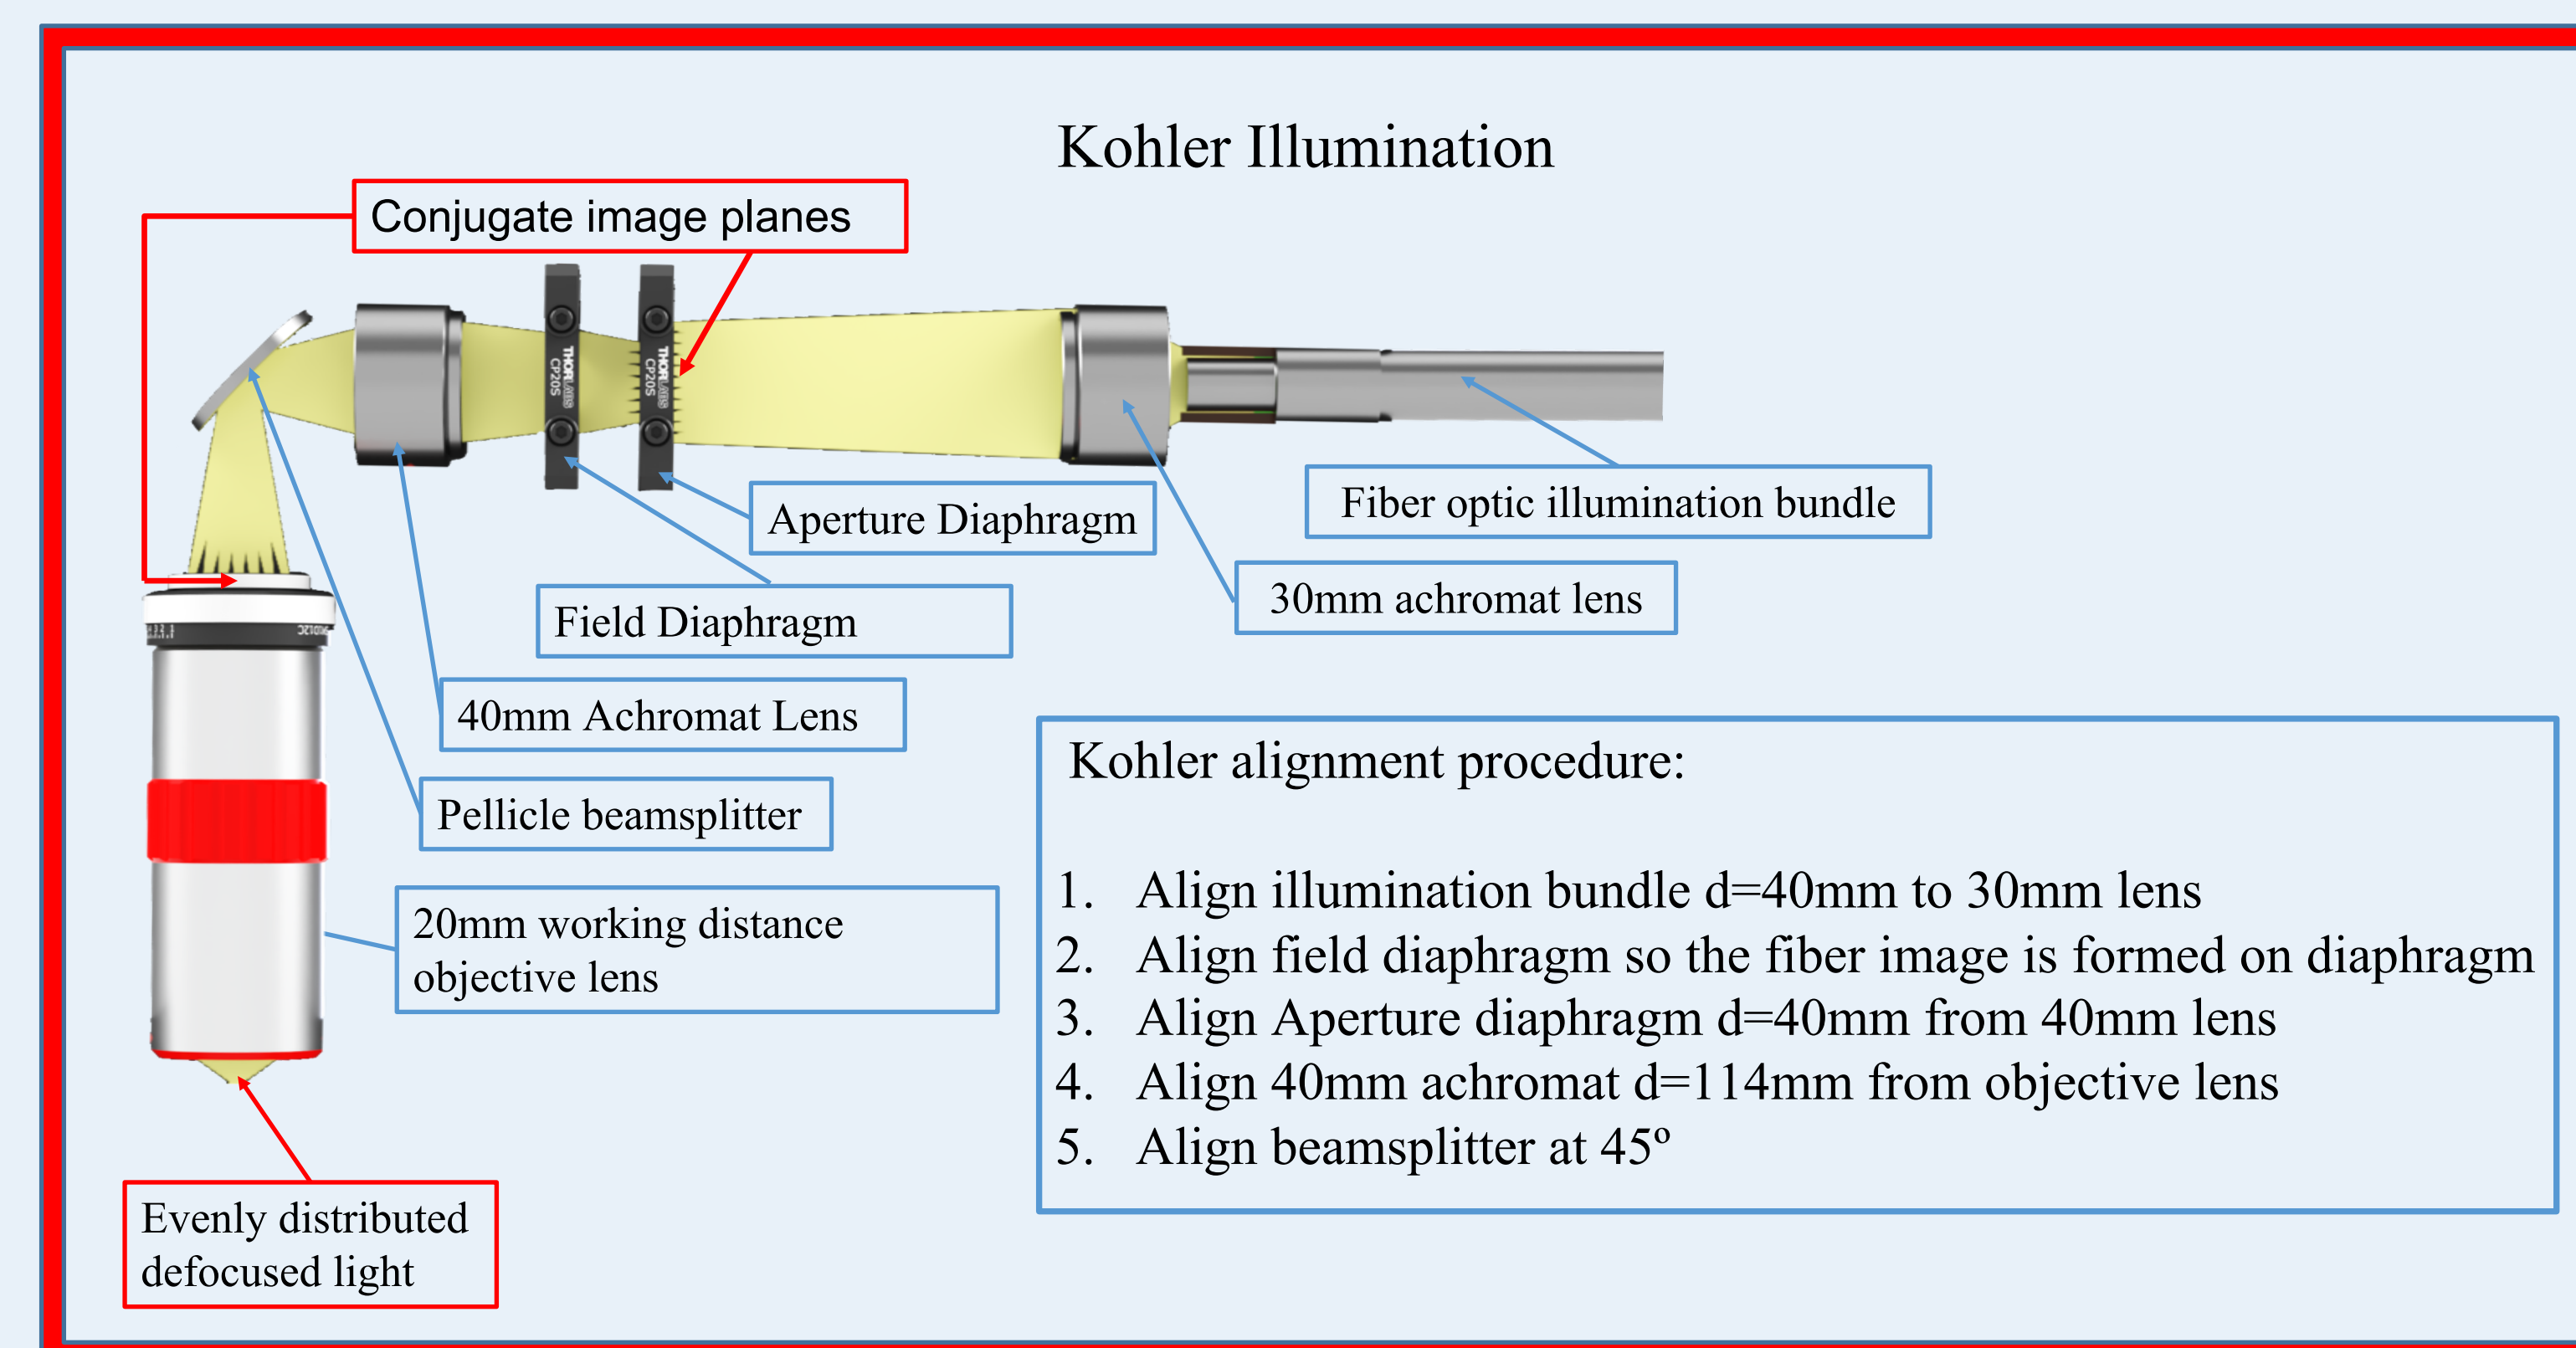 Kohler Illumination
Conjugate image planes
THORLABS
CP20S
THORLABS
CP20S
Aperture Diaphragm
Fiber optic illumination bundle
30mm achromat lens
Field Diaphragm
40mm Achromat Lens
Pellicle beamsplitter
20mm working distance
objective lens
Evenly distributed
defocused light
Kohler alignment procedure:
1. Align illumination bundle d=40mm to 30mm lens
2. Align field diaphragm so the fiber image is formed on diaphragm
3. Align Aperture diaphragm d=40mm from 40mm lens
4. Align 40mm achromat d=114mm from objective lens
5. Align beamsplitter at 45º